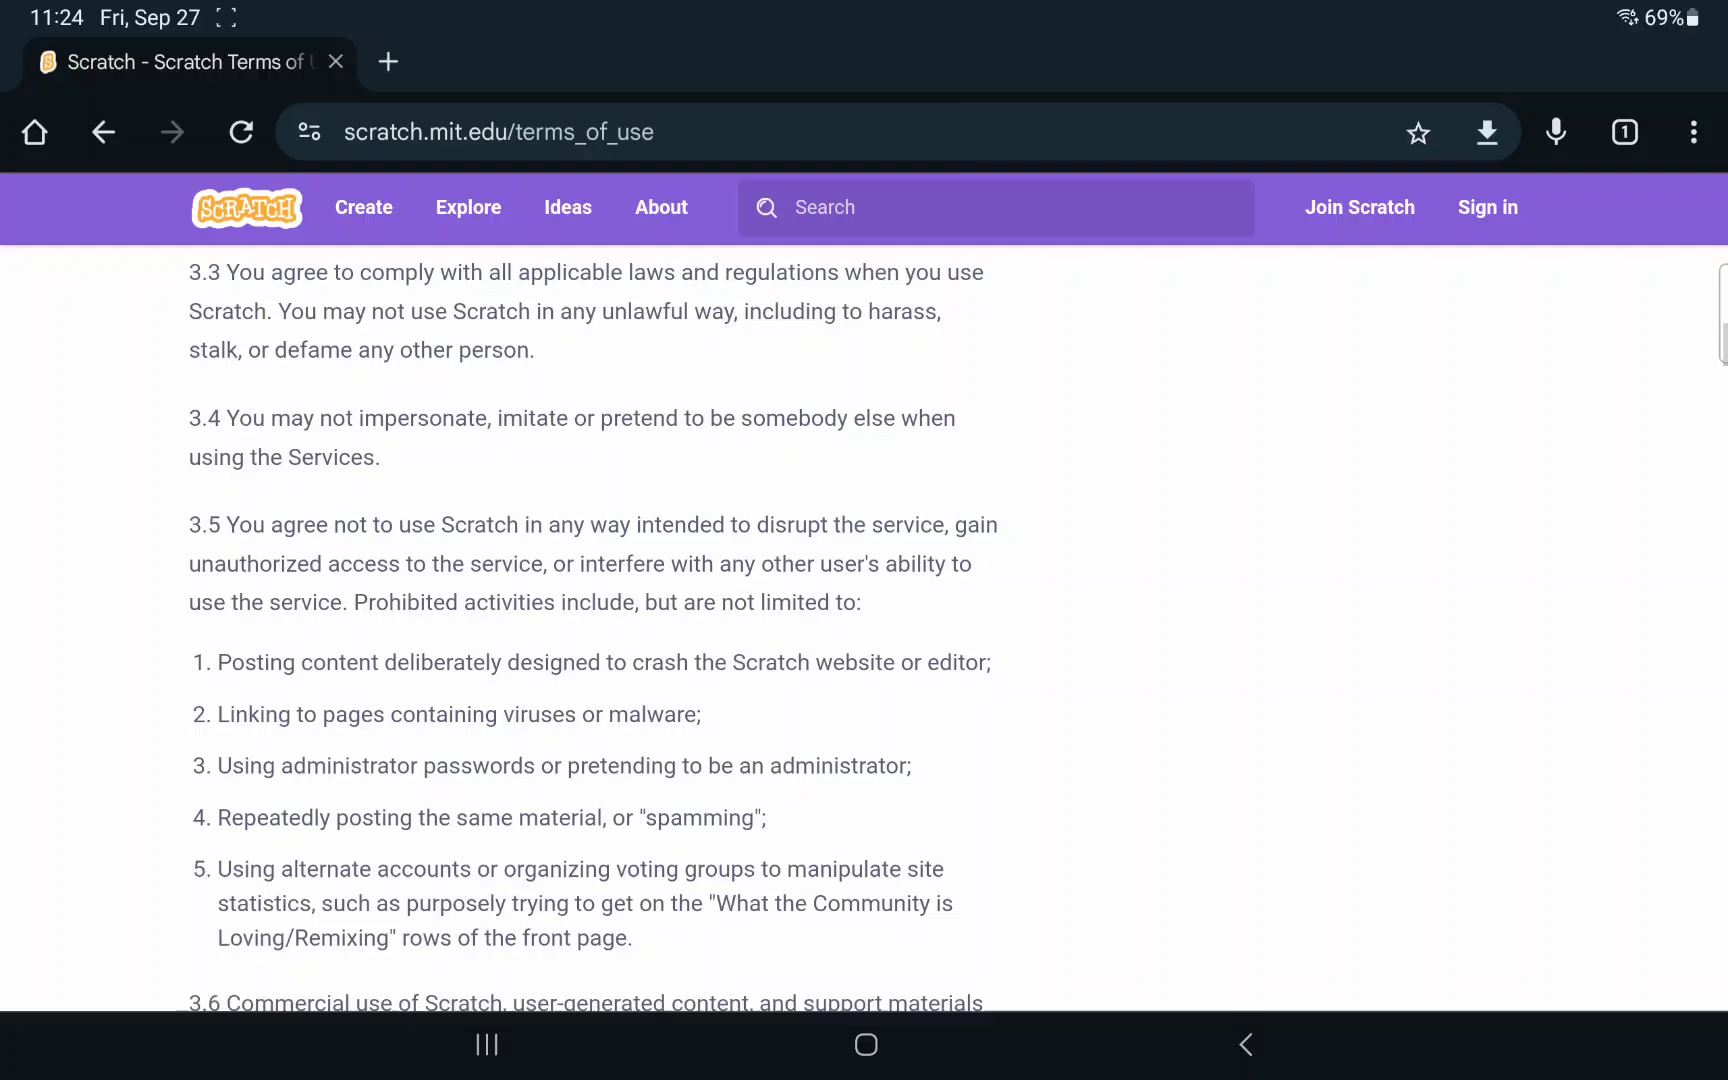 11:24 Fri, Sep 27 69%
Scratch - Scratch Terms of
scratch.mit.edu/terms_of_use 1
SCRATCH Create Explore Ideas About Search Join Scratch Sign in
3.3 You agree to comply with all applicable laws and regulations when you use
Scratch. You may not use Scratch in any unlawful way, including to harass,
stalk, or defame any other person.
3.4 You may not impersonate, imitate or pretend to be somebody else when
using the Services.
3.5 You agree not to use Scratch in any way intended to disrupt the service, gain
unauthorized access to the service, or interfere with any other user's ability to
use the service. Prohibited activities include, but are not limited to:
1. Posting content deliberately designed to crash the Scratch website or editor;
2. Linking to pages containing viruses or malware;
3. Using administrator passwords or pretending to be an administrator;
4. Repeatedly posting the same material, or "spamming";
5. Using alternate accounts or organizing voting groups to manipulate site
statistics, such as purposely trying to get on the "What the Community is
Loving/Remixing" rows of the front page.
3.6 Commercial use of Scratch, user-generated content, and support materials